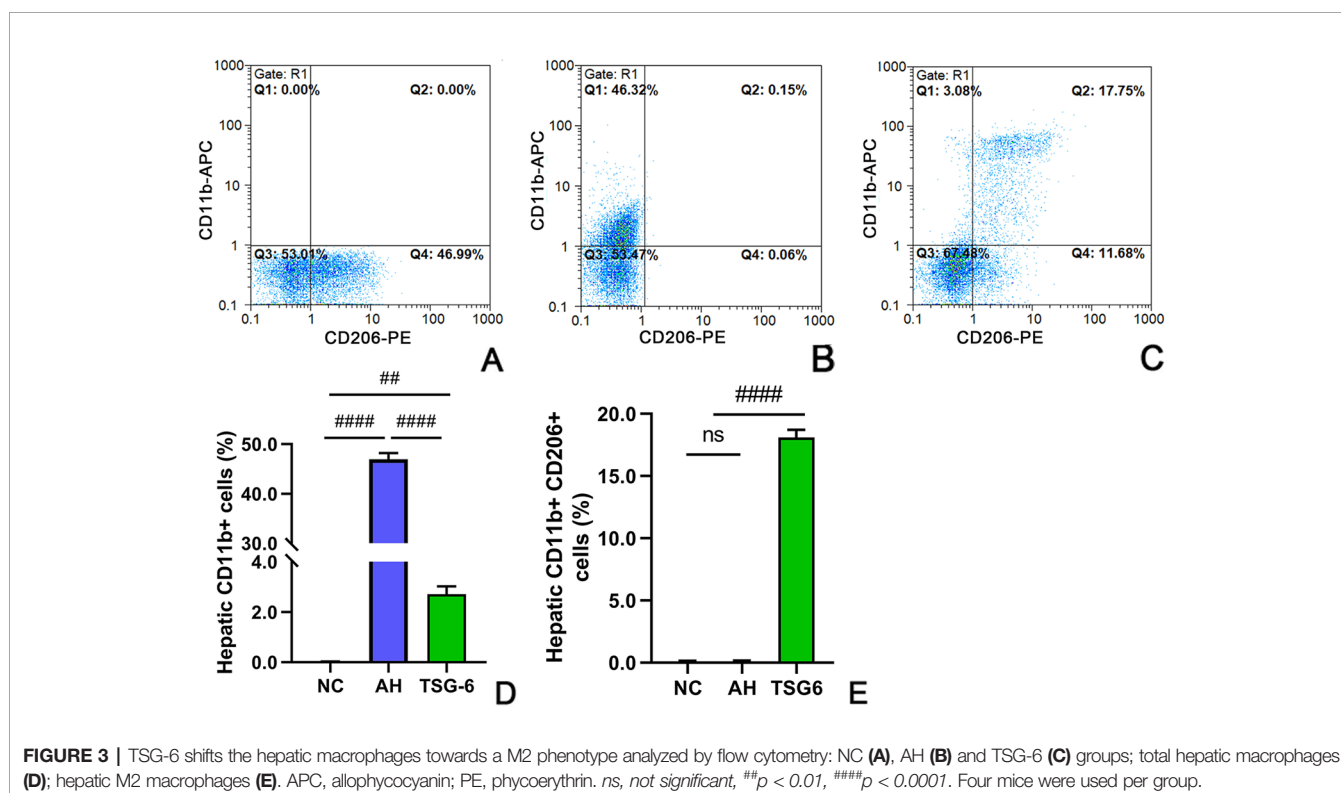 1000
Gate: R1
Q1: 0.00%
Q2: 0.00%
100
10
1
Q3: 53.01%
Q4: 46.99%
0.1
0.1
1
10
100
1000
CD11b-APC
CD206-PE
A
1000
Gate: R1
Q1: 46.32%
Q2: 0.15%
100
10
1
Q3: 53.47%
Q4: 0.06%
0.1
0.1
1
10
100
1000
CD11b-APC
CD206-PE
B
1000
Gate: R1
Q1: 3.08%
Q2: 17.75%
100
10
1
Q3: 67.48%
Q4: 11.68%
0.1
0.1
1
10
100
1000
CD11b-APC
CD206-PE
C
##
####
####
Hepatic CD11b+ cells (%)
50.0
40.0
30.0
4.0
2.0
0.0
NC
AH
TSG-6
D
####
ns
Hepatic CD11b+ CD206+
cells (%)
20.0
15.0
10.0
5.0
0.0
NC
AH
TSG6
E
FIGURE 3 | TSG-6 shifts the hepatic macrophages towards a M2 phenotype analyzed by flow cytometry: NC (A), AH (B) and TSG-6 (C) groups; total hepatic macrophages
(D); hepatic M2 macrophages (E). APC, allophycocyanin; PE, phycoerythrin. ns, not significant, ##p < 0.01, ####p < 0.0001. Four mice were used per group.